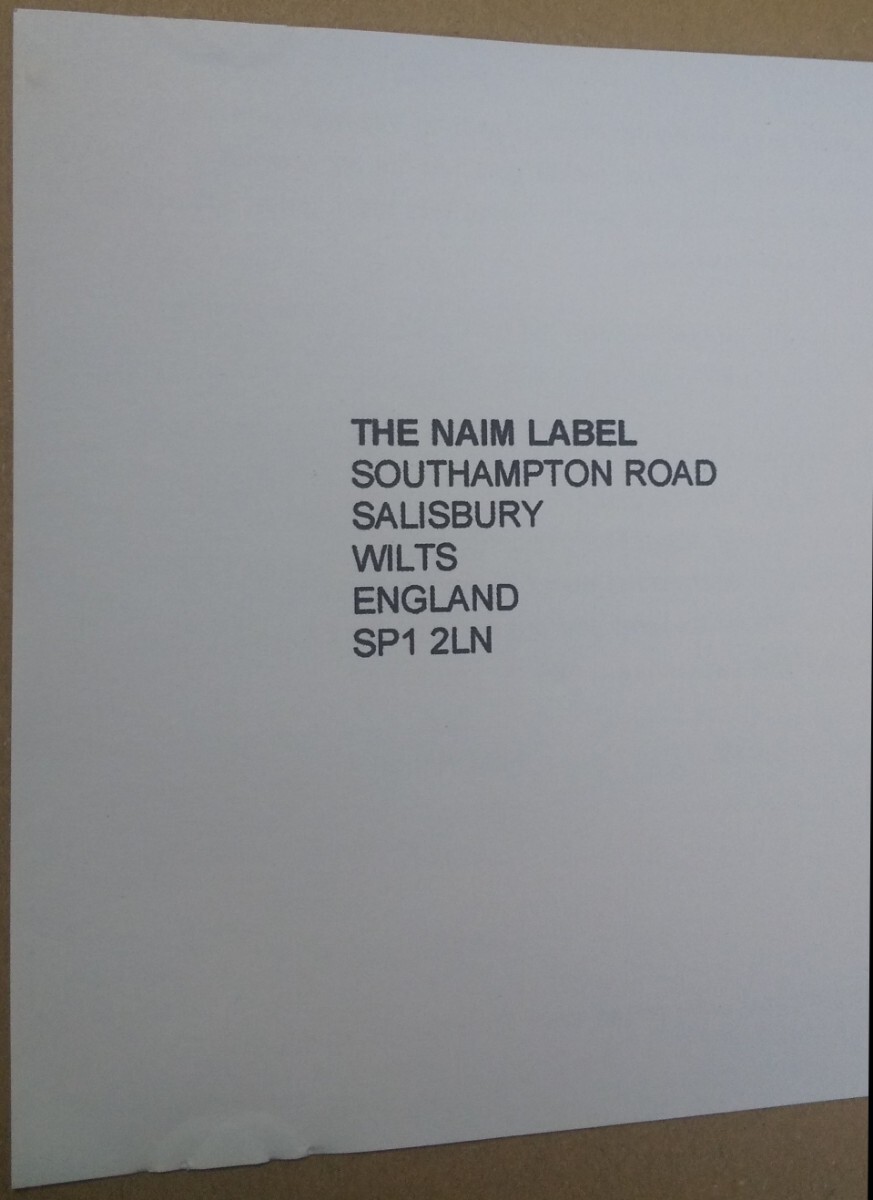 THE NAIM LABEL
SOUTHAMPTON ROAD
SALISBURY
WILTS
ENGLAND
SP1 2LN